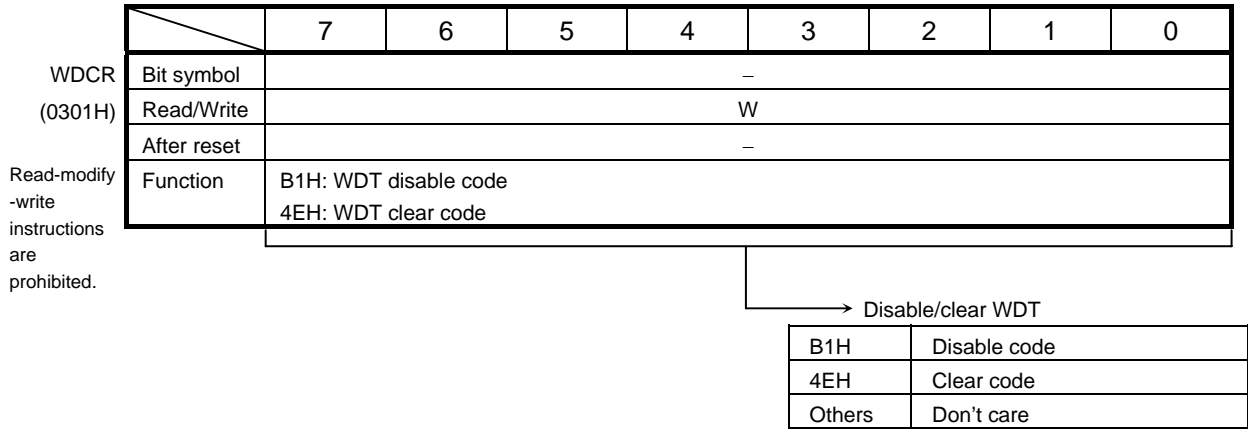 7 6 5 4 3 2 1 0
WDCR Bit symbol –
(0301H) Read/Write W
After reset –
Read-modify
-write
instructions
are
prohibited.
Function B1H: WDT disable code
4EH: WDT clear code
Disable/clear WDT
B1H Disable code
4EH Clear code
Others Don't care